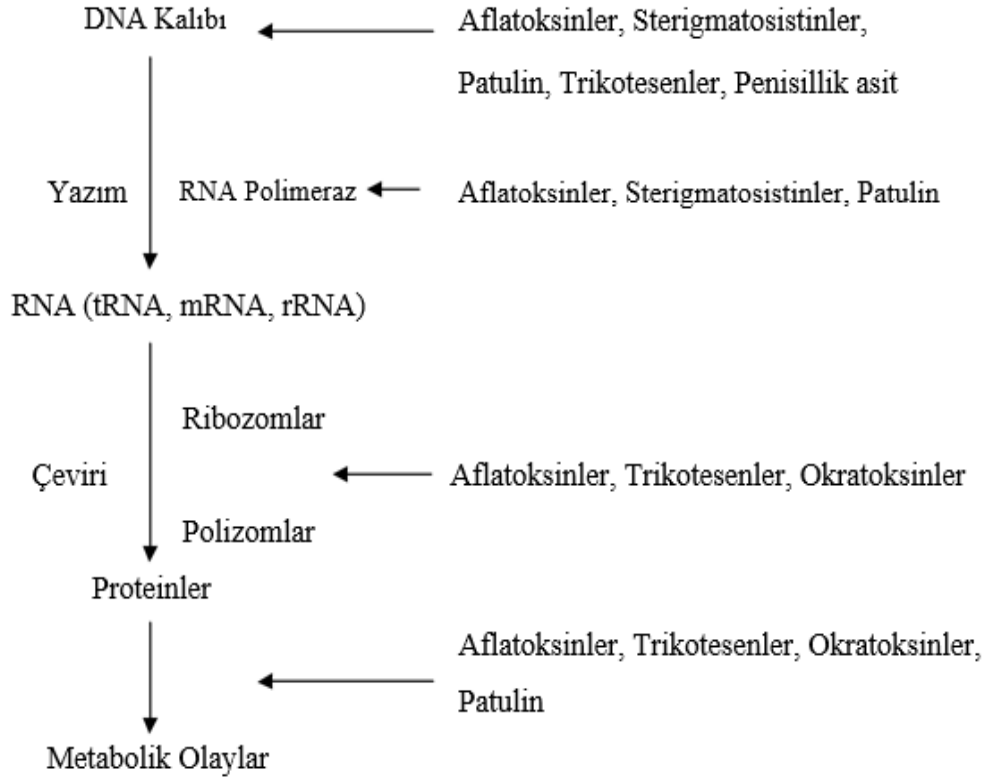 DNA Kalıbı
Aflatoksinler, Sterigmatosistinler,
Patulin, Trikotesenler, Penisillik asit
Yazım
RNA Polimeraz
Aflatoksinler, Sterigmatosistinler, Patulin
RNA (tRNA, mRNA, rRNA)
Ribozomlar
Çeviri
Aflatoksinler, Trikotesenler, Okratoksinler
Polizomlar
Proteinler
Aflatoksinler, Trikotesenler, Okratoksinler,
Patulin
Metabolik Olaylar